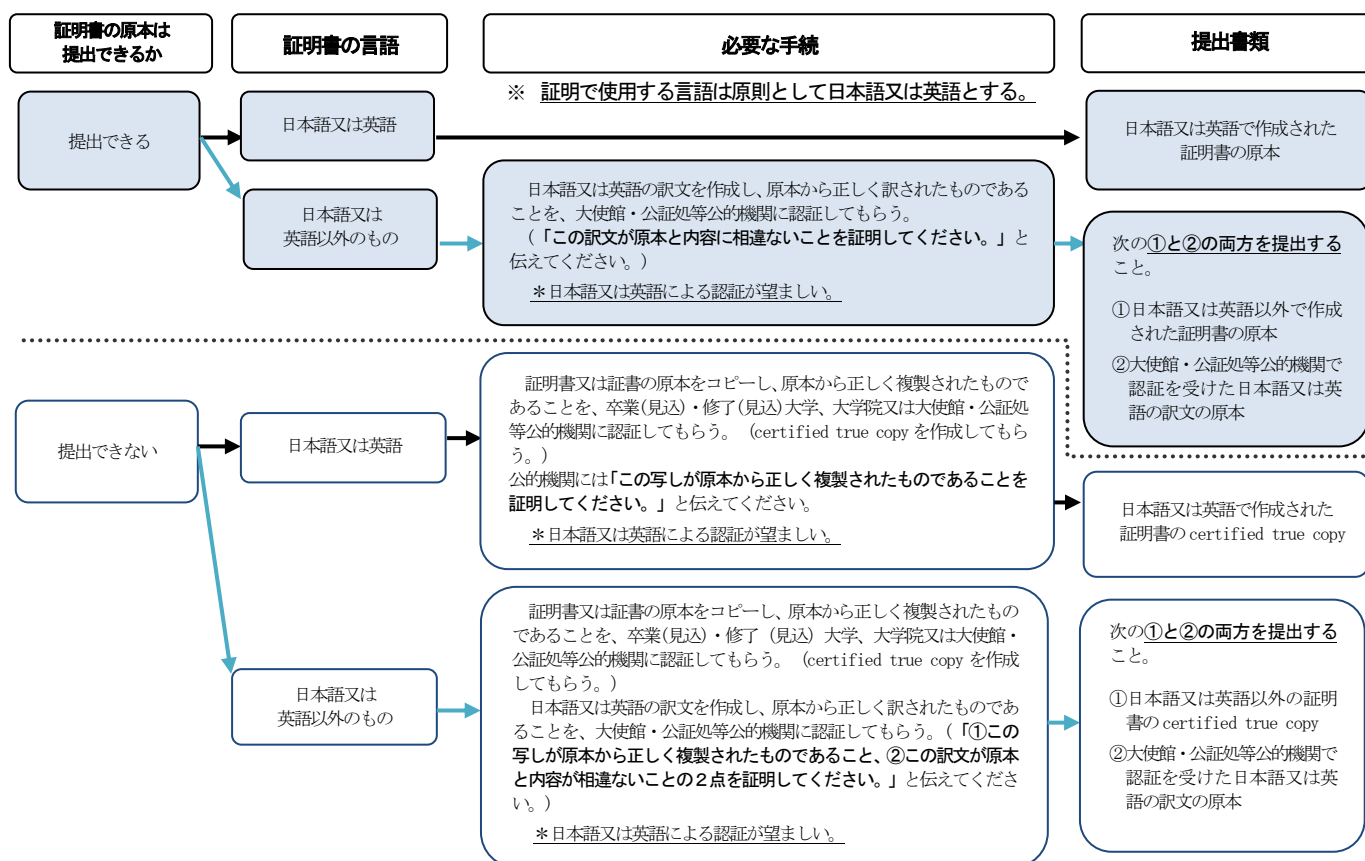 証明書の原本は
提出できるか
証明書の言語
必要な手続
提出書類
※ 証明で使用する言語は原則として日本語又は英語とする。
提出できる
日本語又は英語
日本語又は英語で作成された
証明書の原本
日本語又は
英語以外のもの
日本語又は英語の訳文を作成し、原本から正しく訳されたものであ
ることを、大使館・公証処等公的機関に認証してもらう。
(「この訳文が原本と内容に相違ないことを証明してください。」と
伝えてください。)
*日本語又は英語による認証が望ましい。
次の①と②の両方を提出する
こと。
①日本語又は英語以外で作成
された証明書の原本
②大使館・公証処等公的機関で
認証を受けた日本語又は英
語の訳文の原本
提出できない
日本語又は英語
証明書又は証書の原本をコピーし、原本から正しく複製されたもので
あることを、卒業(見込)・修了(見込)大学、大学院又は大使館・公証処
等公的機関に認証してもらう。 (certified true copy を作成してもら
う。)
公的機関には「この写しが原本から正しく複製されたものであることを
証明してください。」と伝えてください。
*日本語又は英語による認証が望ましい。
日本語又は英語で作成された
証明書の certified true copy
日本語又は
英語以外のもの
証明書又は証書の原本をコピーし、原本から正しく複製されたもの
であることを、卒業(見込)・修了(見込)大学、大学院又は大使館・
公証処等公的機関に認証してもらう。 (certified true copy を作成
してもらう。)
日本語又は英語の訳文を作成し、原本から正しく訳されたものであ
ることを、大使館・公証処等公的機関に認証してもらう。(「①この
写しが原本から正しく複製されたものであること、②この訳文が原本
と内容が相違ないことの2点を証明してください。」と伝えてくださ
い。)
*日本語又は英語による認証が望ましい。
次の①と②の両方を提出する
こと。
①日本語又は英語以外の証明
書の certified true copy
②大使館・公証処等公的機関で
認証を受けた日本語又は英
語の訳文の原本